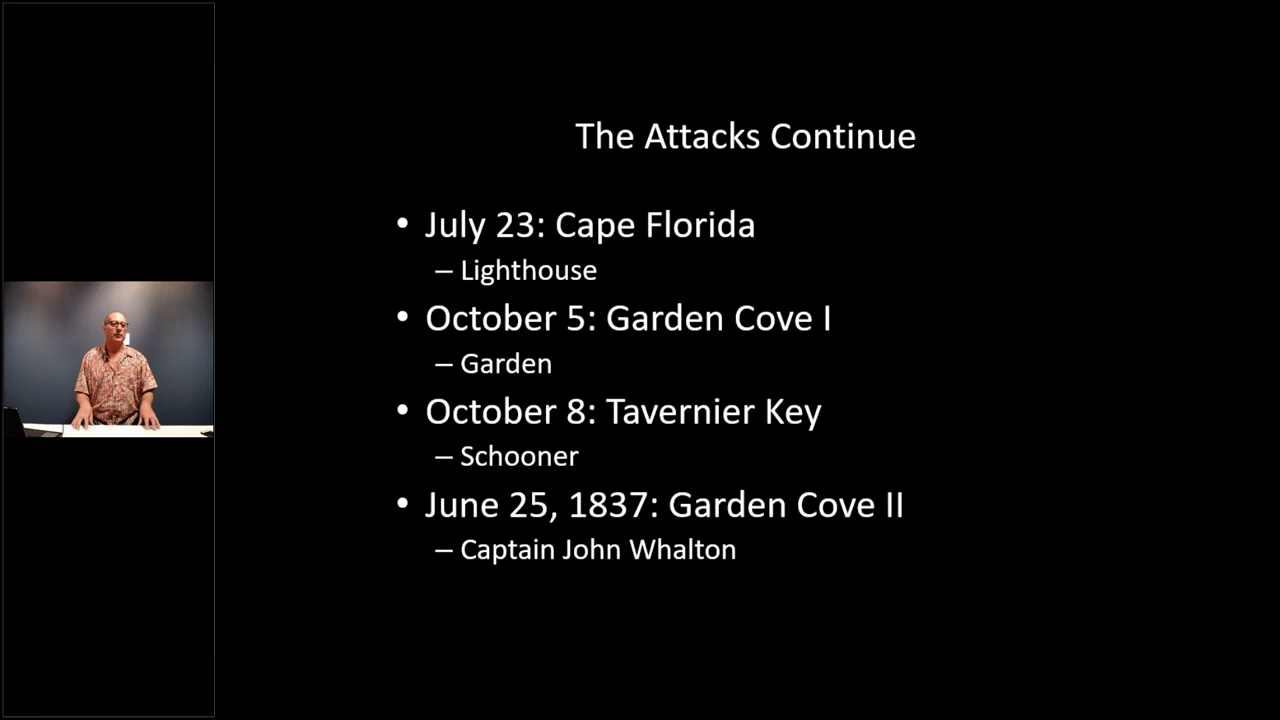 The Attacks Continue
• July 23: Cape Florida
– Lighthouse
• October 5: Garden Cove I
– Garden
• October 8: Tavernier Key
– Schooner
• June 25, 1837: Garden Cove II
– Captain John Whalton